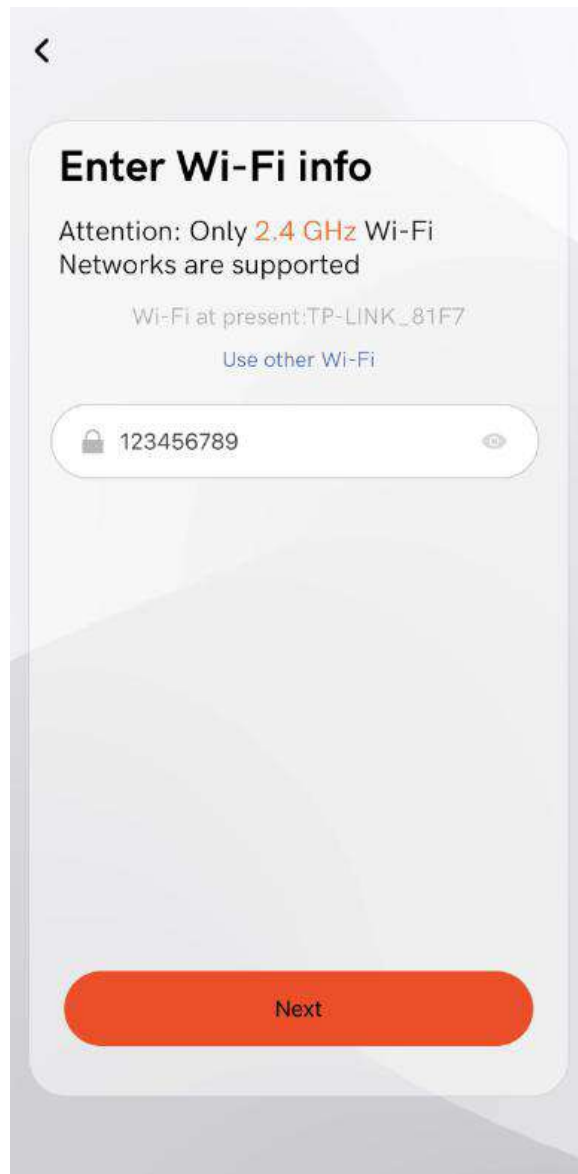 Enter Wi-Fi info
Attention: Only 2.4 GHz Wi-Fi
Networks are supported
Wi-Fi at present:TP-LINK_81F7
Use other Wi-Fi
123456789
Next